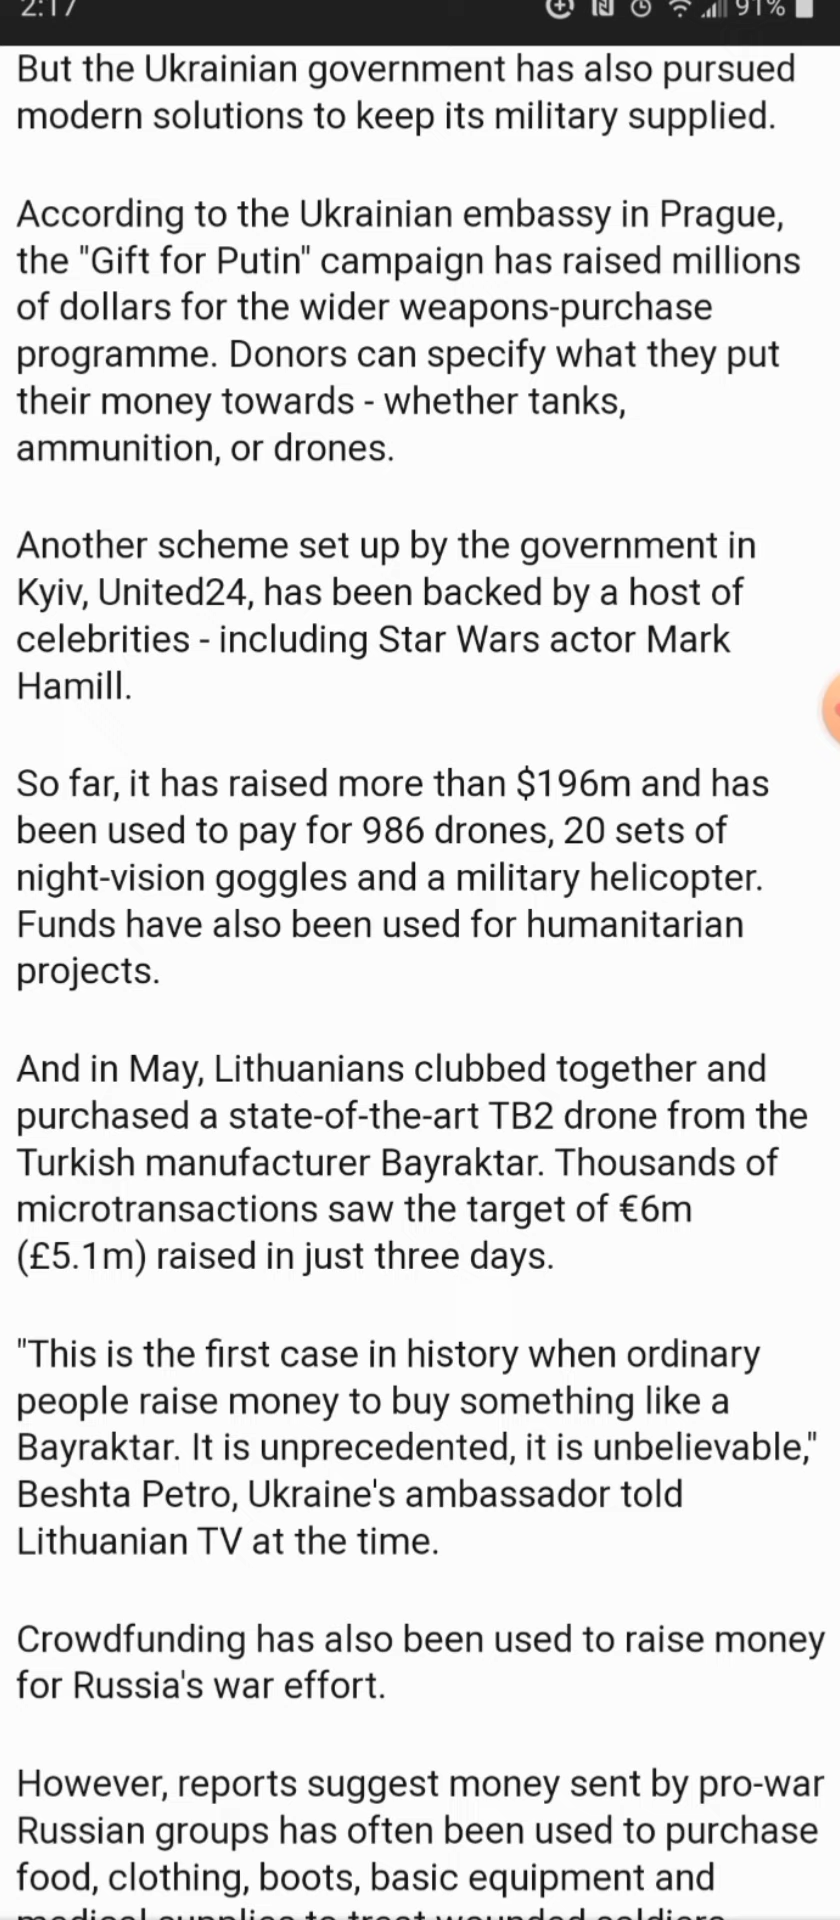 2:17 91%
But the Ukrainian government has also pursued
modern solutions to keep its military supplied.
According to the Ukrainian embassy in Prague,
the "Gift for Putin" campaign has raised millions
of dollars for the wider weapons-purchase
programme. Donors can specify what they put
their money towards - whether tanks,
ammunition, or drones.
Another scheme set up by the government in
Kyiv, United24, has been backed by a host of
celebrities - including Star Wars actor Mark
Hamill.
So far, it has raised more than $196m and has
been used to pay for 986 drones, 20 sets of
night-vision goggles and a military helicopter.
Funds have also been used for humanitarian
projects.
And in May, Lithuanians clubbed together and
purchased a state-of-the-art TB2 drone from the
Turkish manufacturer Bayraktar. Thousands of
microtransactions saw the target of €6m
(£5.1m) raised in just three days.
"This is the first case in history when ordinary
people raise money to buy something like a
Bayraktar. It is unprecedented, it is unbelievable,"
Beshta Petro, Ukraine's ambassador told
Lithuanian TV at the time.
Crowdfunding has also been used to raise money
for Russia's war effort.
However, reports suggest money sent by pro-war
Russian groups has often been used to purchase
food, clothing, boots, basic equipment and
medical supplies to treat wounded soldiers